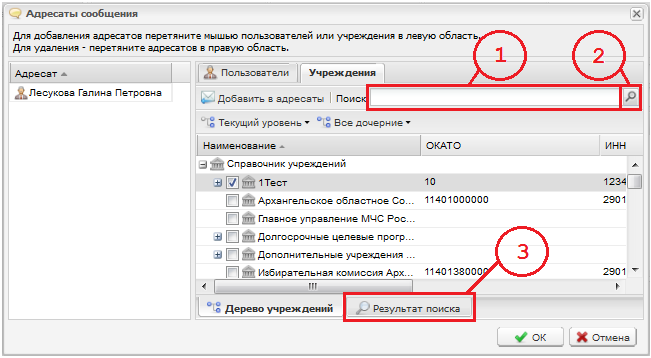 Адресаты сообщения
Для добавления адресатов перетяните мышью пользователей или учреждения в левую область.
Для удаления - перетяните адресатов в правую область.
1
2
Адресат
Пользователи
Учреждения
Лесукова Галина Петровна
Добавить в адресаты
Поиск
Текущий уровень
Все дочерние
Наименование
ОКАТО
ИНН
Справочник учреждений
1Тест
10
1234
Архангельское областное Со...
11401000000
2901
Главное управление МЧС Рос...
Долгосрочные целевые прогр...
3
Дополнительные учреждения ...
Избирательная комиссия Арх...
11401380000
2901
Дерево учреждений
Результат поиска
OK
Отмена